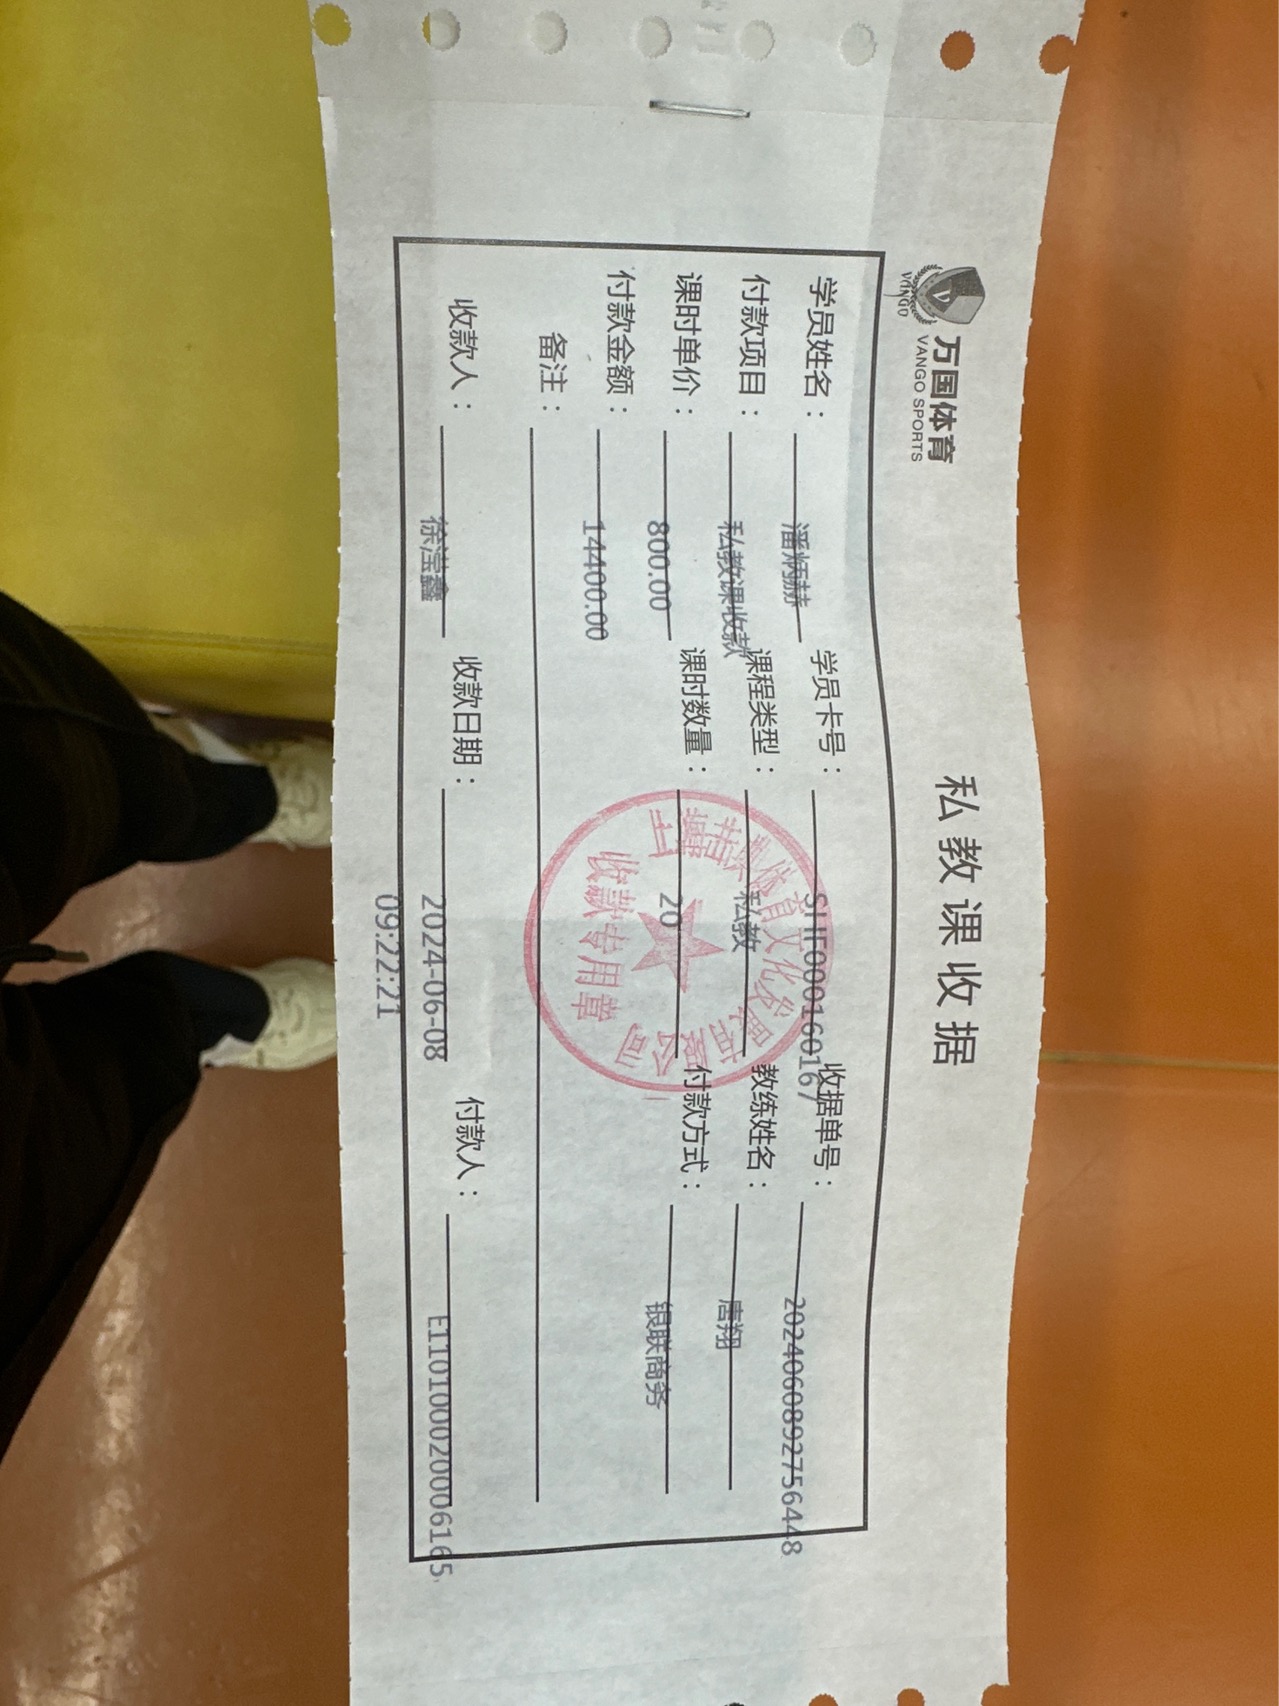 VANGO
万国体育
VANGO SPORTS
私教课收据
学员姓名： 潘炳赫 学员卡号： SHF000160167 收据单号： 2024060892756448
付款项目： 私教课收款 课程类型： 私教 教练姓名： 唐翔
课时单价： 800.00 课时数量： 20 付款方式： 银联商务
付款金额： 14400.00
备注：
收款人： 徐滢鑫 收款日期： 2024-06-08 付款人： E110100020006165
09:22:21
收款专用章